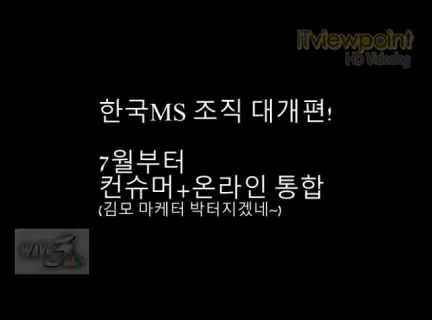 ITviewpoint
HD Videolog
한국MS 조직 대개편!
7월부터
컨슈머+온라인 통합
(김모 마케터 박터지겠네~)